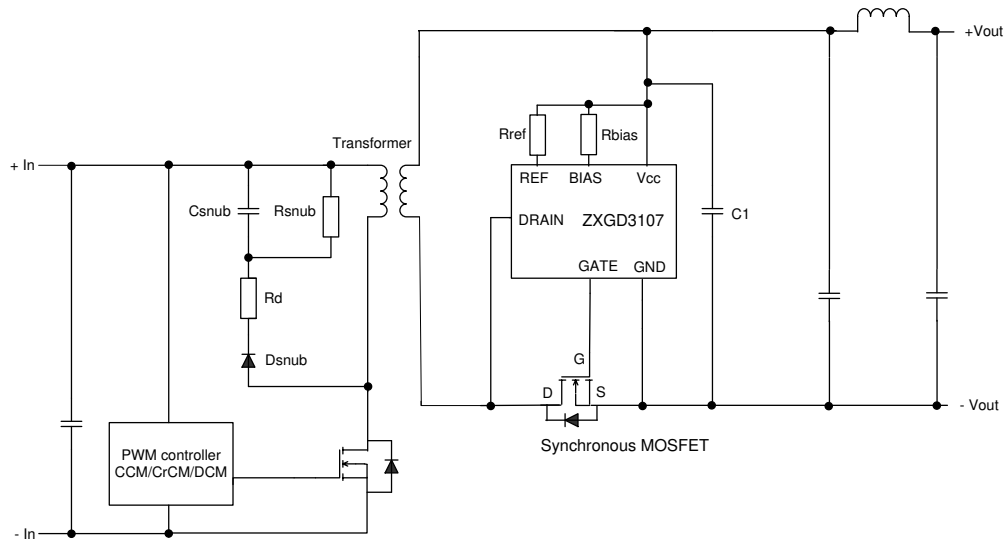 +Vout
Transformer
Rref
Rbias
+ In
REF BIAS Vcc
Csnub
Rsnub
DRAIN ZXGD3107
C1
GATE GND
Rd
Dsnub
G
D S
- Vout
Synchronous MOSFET
PWM controller
CCM/CrCM/DCM
- In